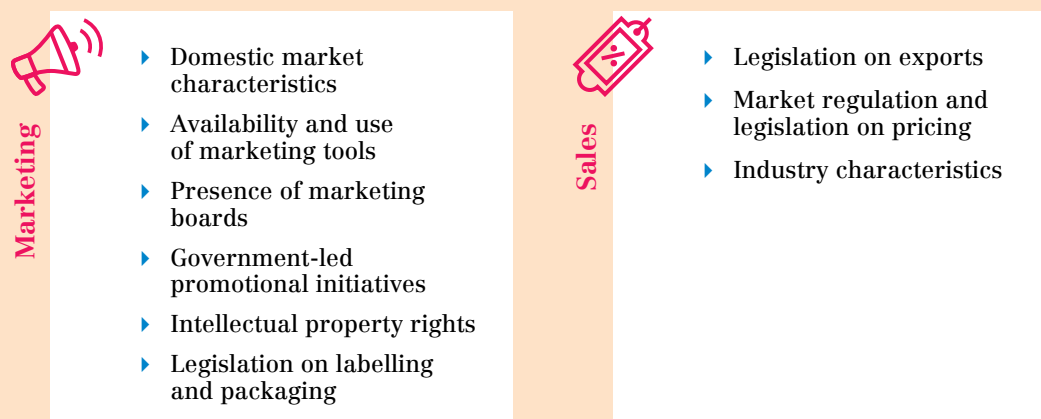 Marketing
Domestic market
characteristics
Availability and use
of marketing tools
Presence of marketing
boards
Government-led
promotional initiatives
Intellectual property rights
Legislation on labelling
and packaging
%
Sales
Legislation on exports
Market regulation and
legislation on pricing
Industry characteristics